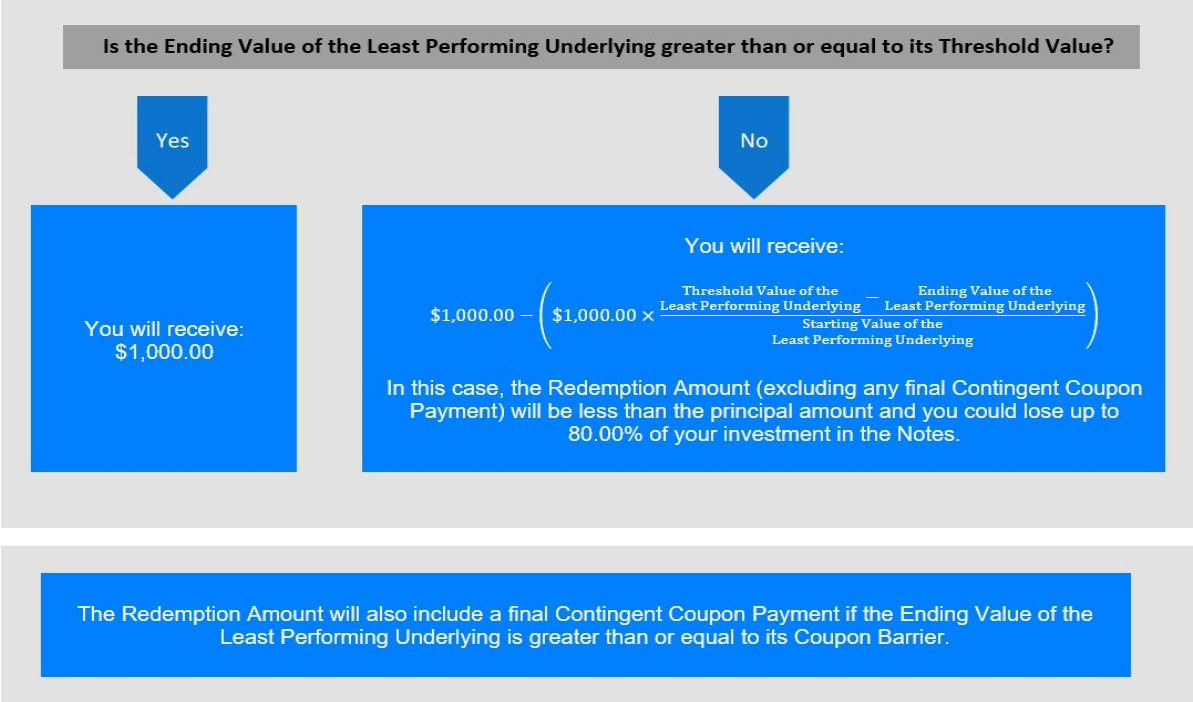 Is the Ending Value of the Least Performing Underlying greater than or equal to its Threshold Value?
Yes
No
You will receive:
$1,000.00
You will receive:
$1,000.00 − ($1,000.00 × (Threshold Value of the Least Performing Underlying − Ending Value of the Least Performing Underlying) / Starting Value of the Least Performing Underlying)
In this case, the Redemption Amount (excluding any final Contingent Coupon
Payment) will be less than the principal amount and you could lose up to
80.00% of your investment in the Notes.
The Redemption Amount will also include a final Contingent Coupon Payment if the Ending Value of the
Least Performing Underlying is greater than or equal to its Coupon Barrier.